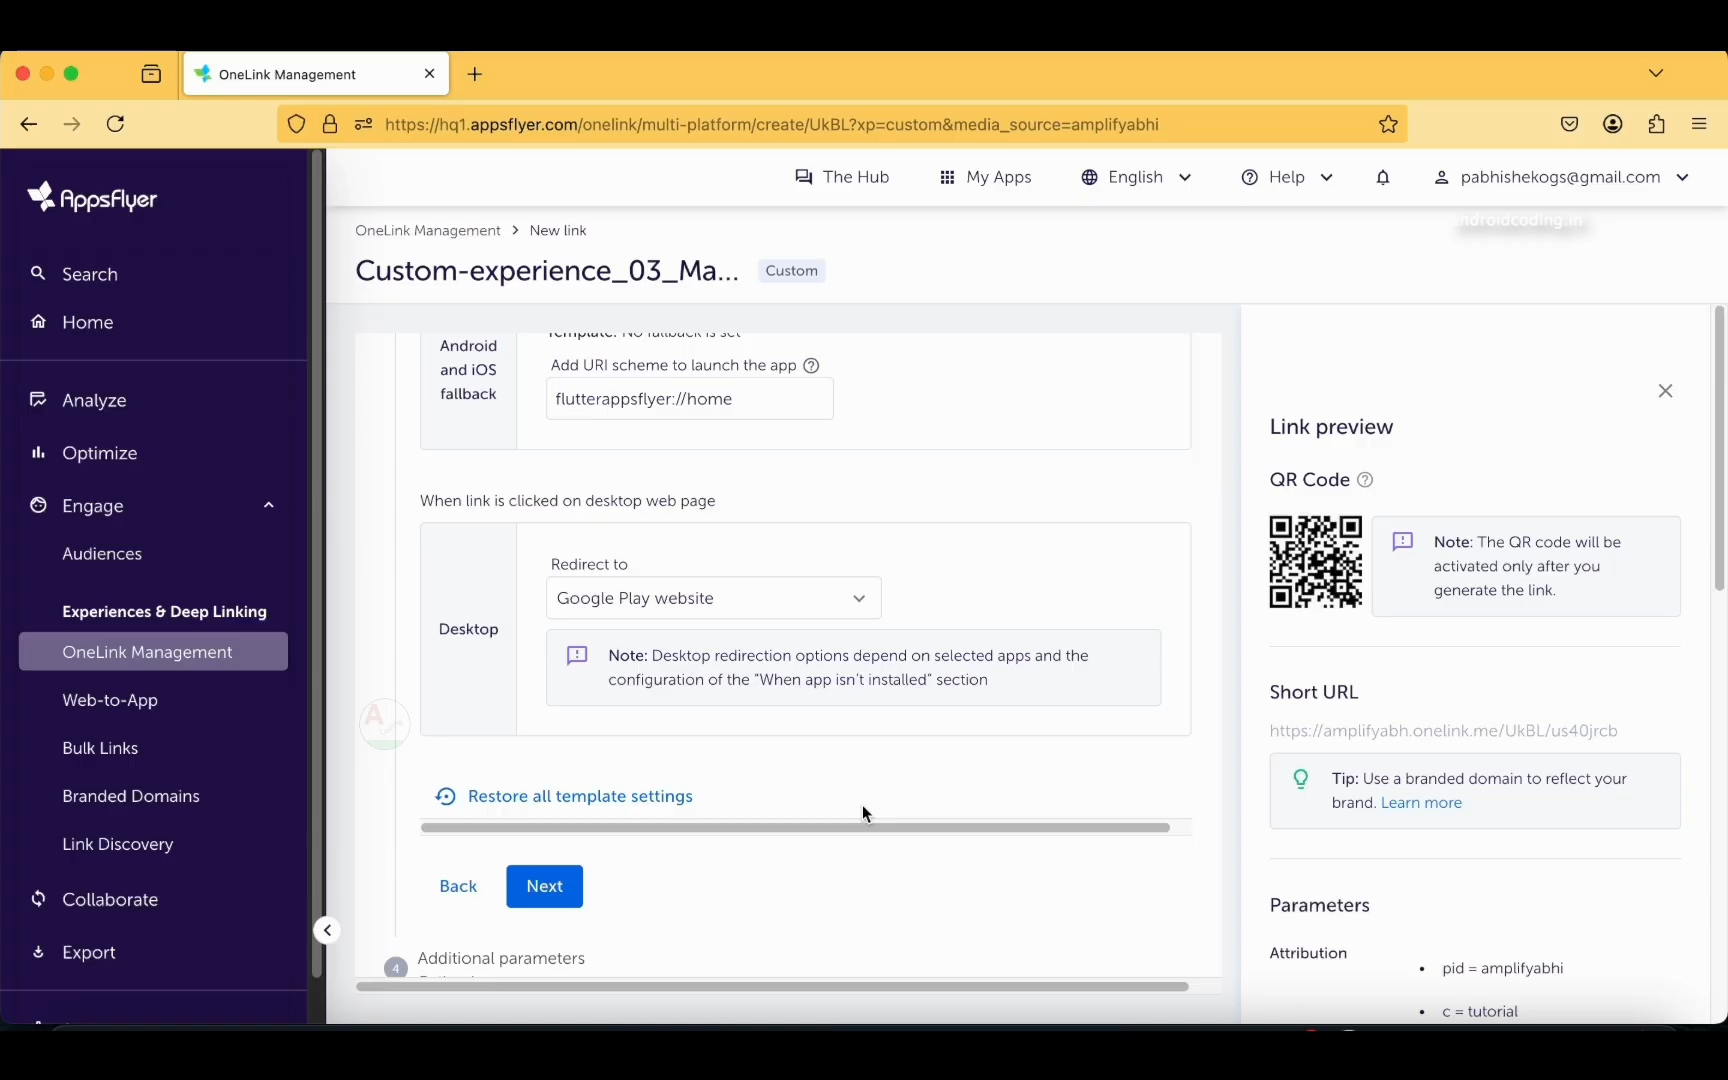 OneLink Management
https://hq1.appsflyer.com/onelink/multi-platform/create/UkBL?xp=custom&media_source=amplifyabhi
AppsFlyer
The Hub
My Apps
English
Help
pabhishekogs@gmail.com
ndroidcoding.in
Search
Home
Analyze
Optimize
Engage
Audiences
Experiences & Deep Linking
OneLink Management
Web-to-App
Bulk Links
Branded Domains
Link Discovery
Collaborate
Export
OneLink Management > New link
Custom-experience_03_Ma... Custom
Android
and iOS
fallback
Template: No fallback is set
Add URI scheme to launch the app
flutterappsflyer://home
When link is clicked on desktop web page
Desktop
Redirect to
Google Play website
Note: Desktop redirection options depend on selected apps and the
configuration of the "When app isn't installed" section
Restore all template settings
Back
Next
4 Additional parameters
Link preview
QR Code
Note: The QR code will be
activated only after you
generate the link.
Short URL
https://amplifyabh.onelink.me/UkBL/us40jrcb
Tip: Use a branded domain to reflect your
brand. Learn more
Parameters
Attribution
• pid = amplifyabhi
• c = tutorial